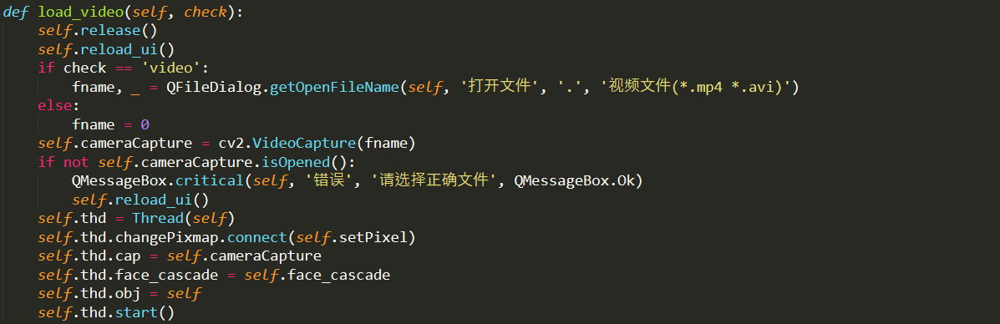 def load_video(self, check):
    self.release()
    self.reload_ui()
    if check == 'video':
        fname, _ = QFileDialog.getOpenFileName(self, '打开文件', '.', '视频文件(*.mp4 *.avi)')
    else:
        fname = 0
    self.cameraCapture = cv2.VideoCapture(fname)
    if not self.cameraCapture.isOpened():
        QMessageBox.critical(self, '错误', '请选择正确文件', QMessageBox.Ok)
        self.reload_ui()
    self.thd = Thread(self)
    self.thd.changePixmap.connect(self.setPixel)
    self.thd.cap = self.cameraCapture
    self.thd.face_cascade = self.face_cascade
    self.thd.obj = self
    self.thd.start()